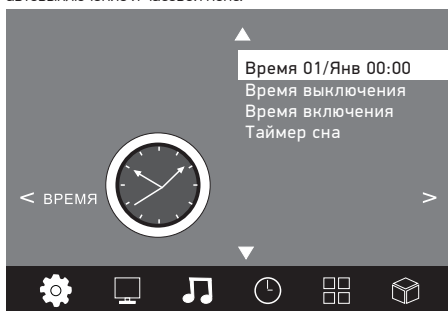 Время 01/Янв 00:00
Время выключения
Время включения
Таймер сна
< ВРЕМЯ >